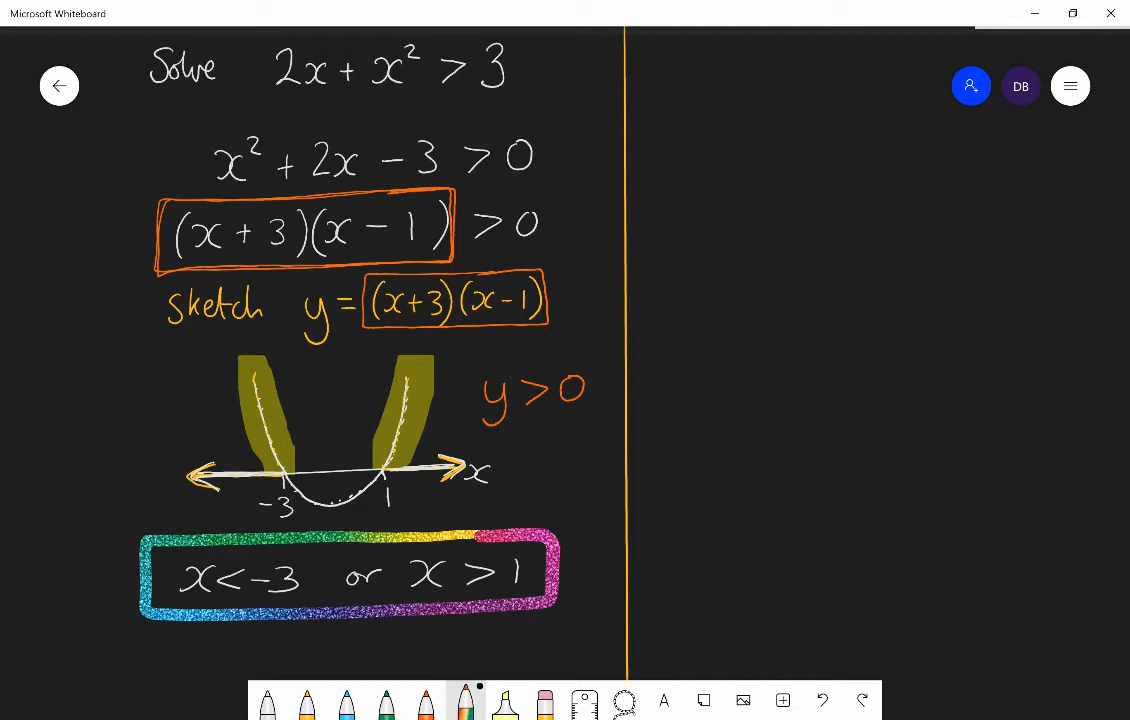 Microsoft Whiteboard
Solve 2x + x² > 3
DB
x² + 2x - 3 > 0
(x + 3)(x - 1) > 0
sketch y = (x+3)(x-1)
y > 0
x
-3 1
x < -3 or x > 1
A